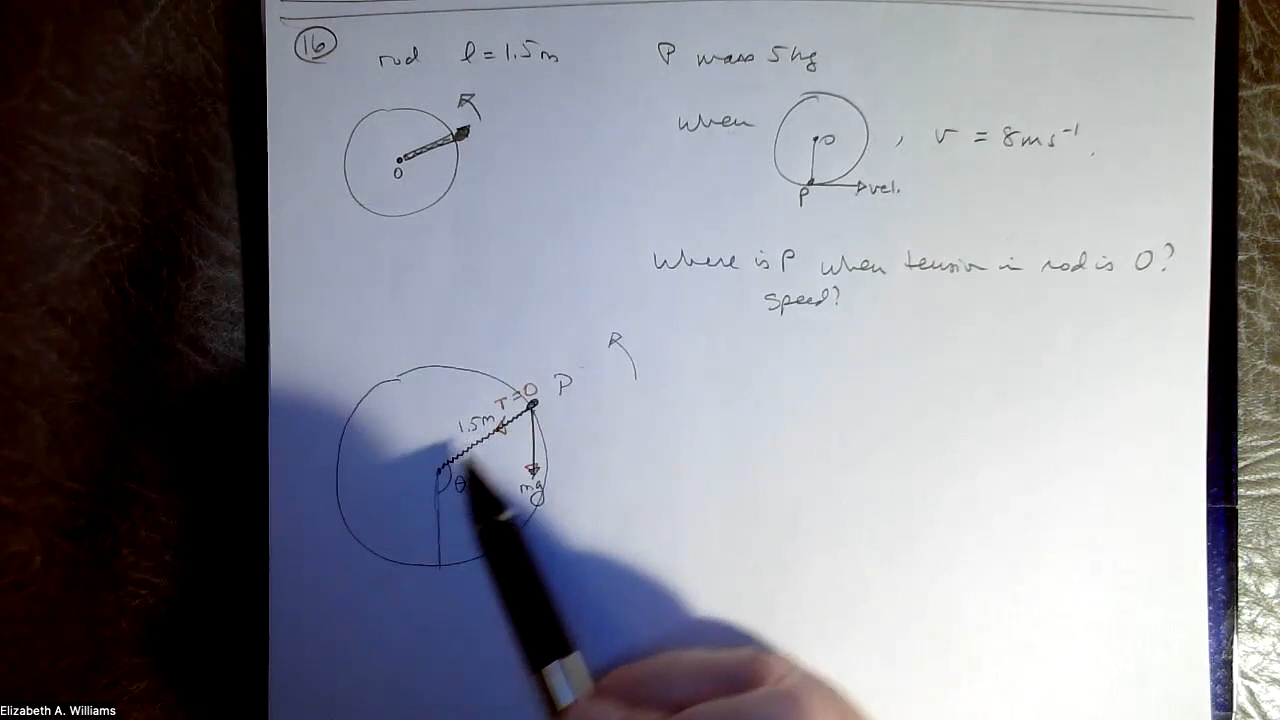 16 rod l = 1.5m P mass 5kg
when O , v = 8ms⁻¹.
O
P vel.
Where is P when tension in rod is 0?
speed?
T=0 P
1.5m
θ mg
Elizabeth A. Williams